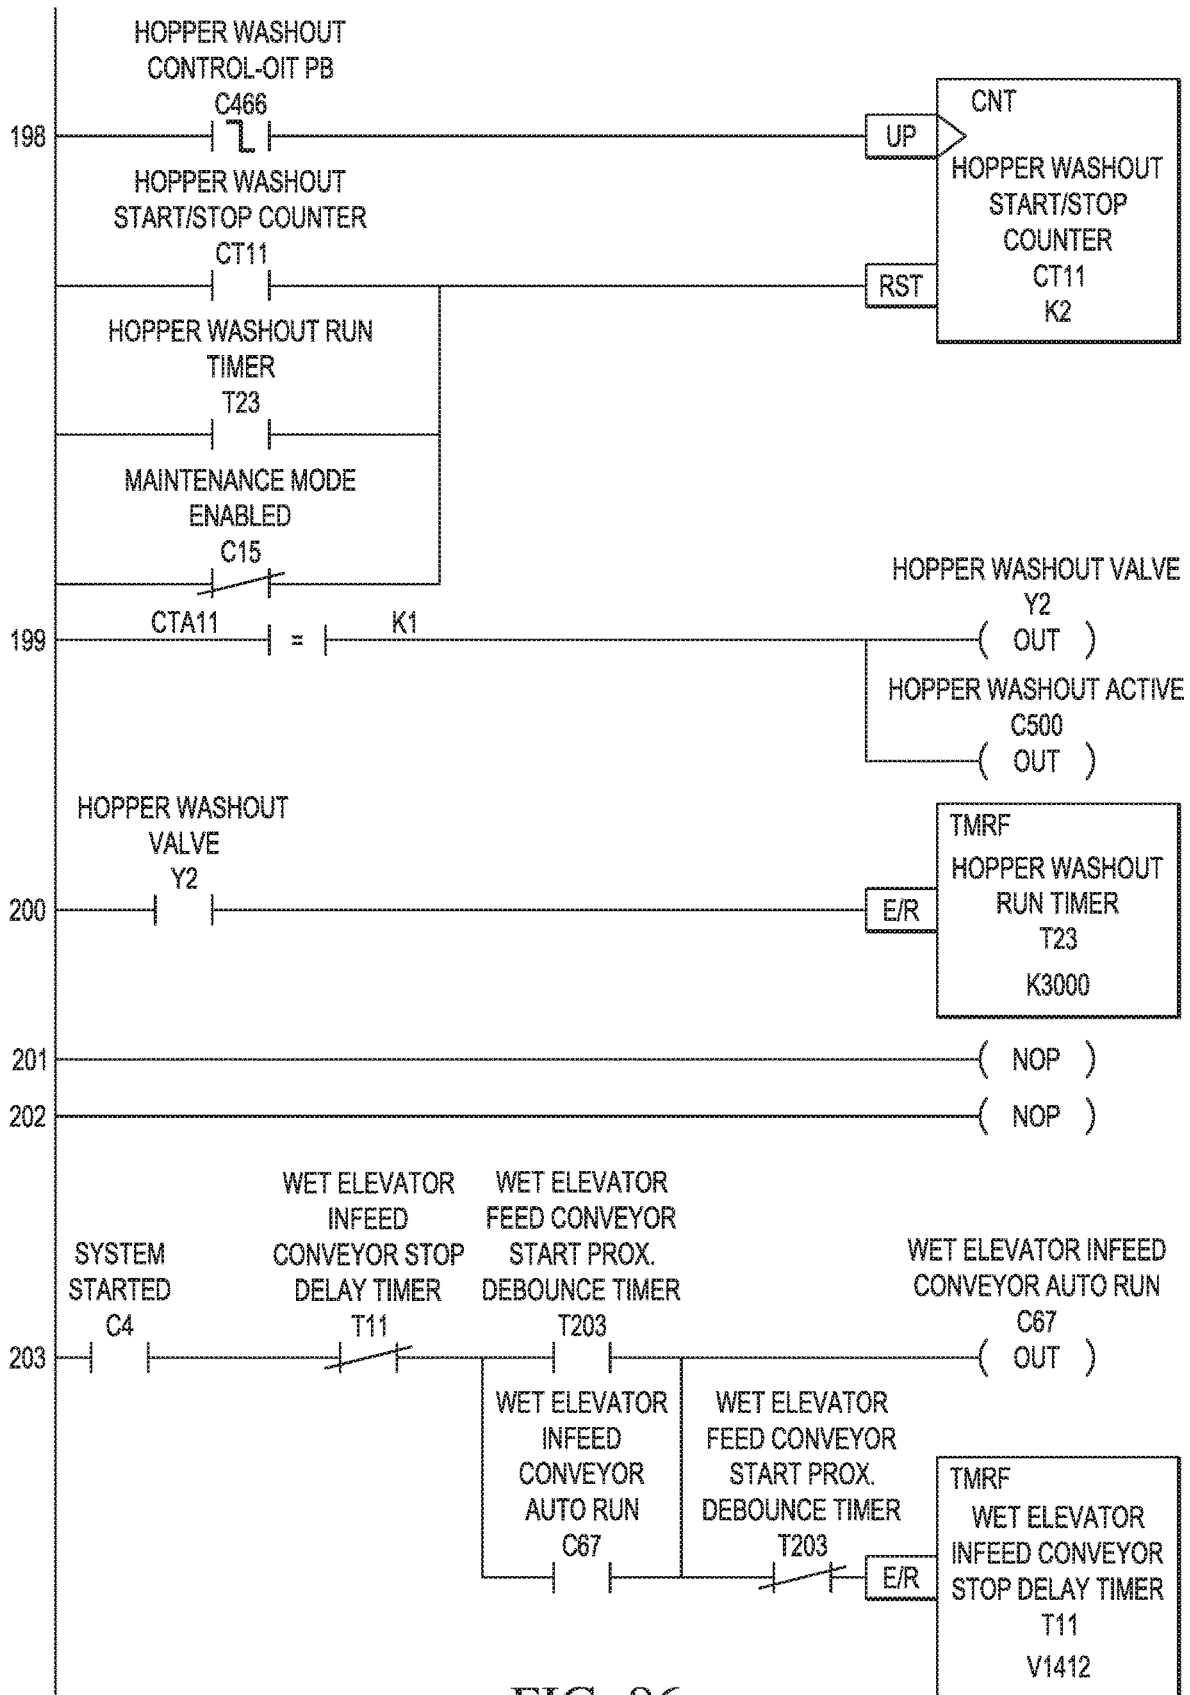 HOPPER WASHOUT
CONTROL-OIT PB
C466
198
UP
CNT
HOPPER WASHOUT
START/STOP
COUNTER
CT11
K2
HOPPER WASHOUT
START/STOP COUNTER
CT11
RST
HOPPER WASHOUT RUN
TIMER
T23
MAINTENANCE MODE
ENABLED
C15
199
CTA11
=
K1
HOPPER WASHOUT VALVE
Y2
( OUT )
HOPPER WASHOUT ACTIVE
C500
( OUT )
HOPPER WASHOUT
VALVE
Y2
200
E/R
TMRF
HOPPER WASHOUT
RUN TIMER
T23
K3000
201
( NOP )
202
( NOP )
203
SYSTEM
STARTED
C4
WET ELEVATOR
INFEED
CONVEYOR STOP
DELAY TIMER
T11
WET ELEVATOR
FEED CONVEYOR
START PROX.
DEBOUNCE TIMER
T203
WET ELEVATOR INFEED
CONVEYOR AUTO RUN
C67
( OUT )
WET ELEVATOR
INFEED
CONVEYOR
AUTO RUN
C67
WET ELEVATOR
FEED CONVEYOR
START PROX.
DEBOUNCE TIMER
T203
E/R
TMRF
WET ELEVATOR
INFEED CONVEYOR
STOP DELAY TIMER
T11
V1412